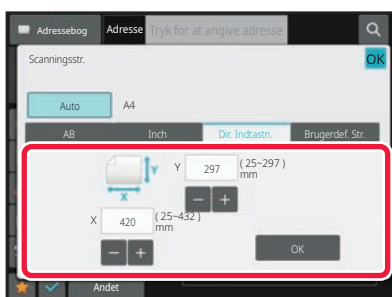 Adressebog Adresse Tryk for at angive adresse
Scanningsstr. OK
Auto A4
AB Inch Dir. Indtastn. Brugerdef. Str.
Y Y 297 (25~297) mm
X
− +
X 420 (25~432) mm
− + OK
Andet